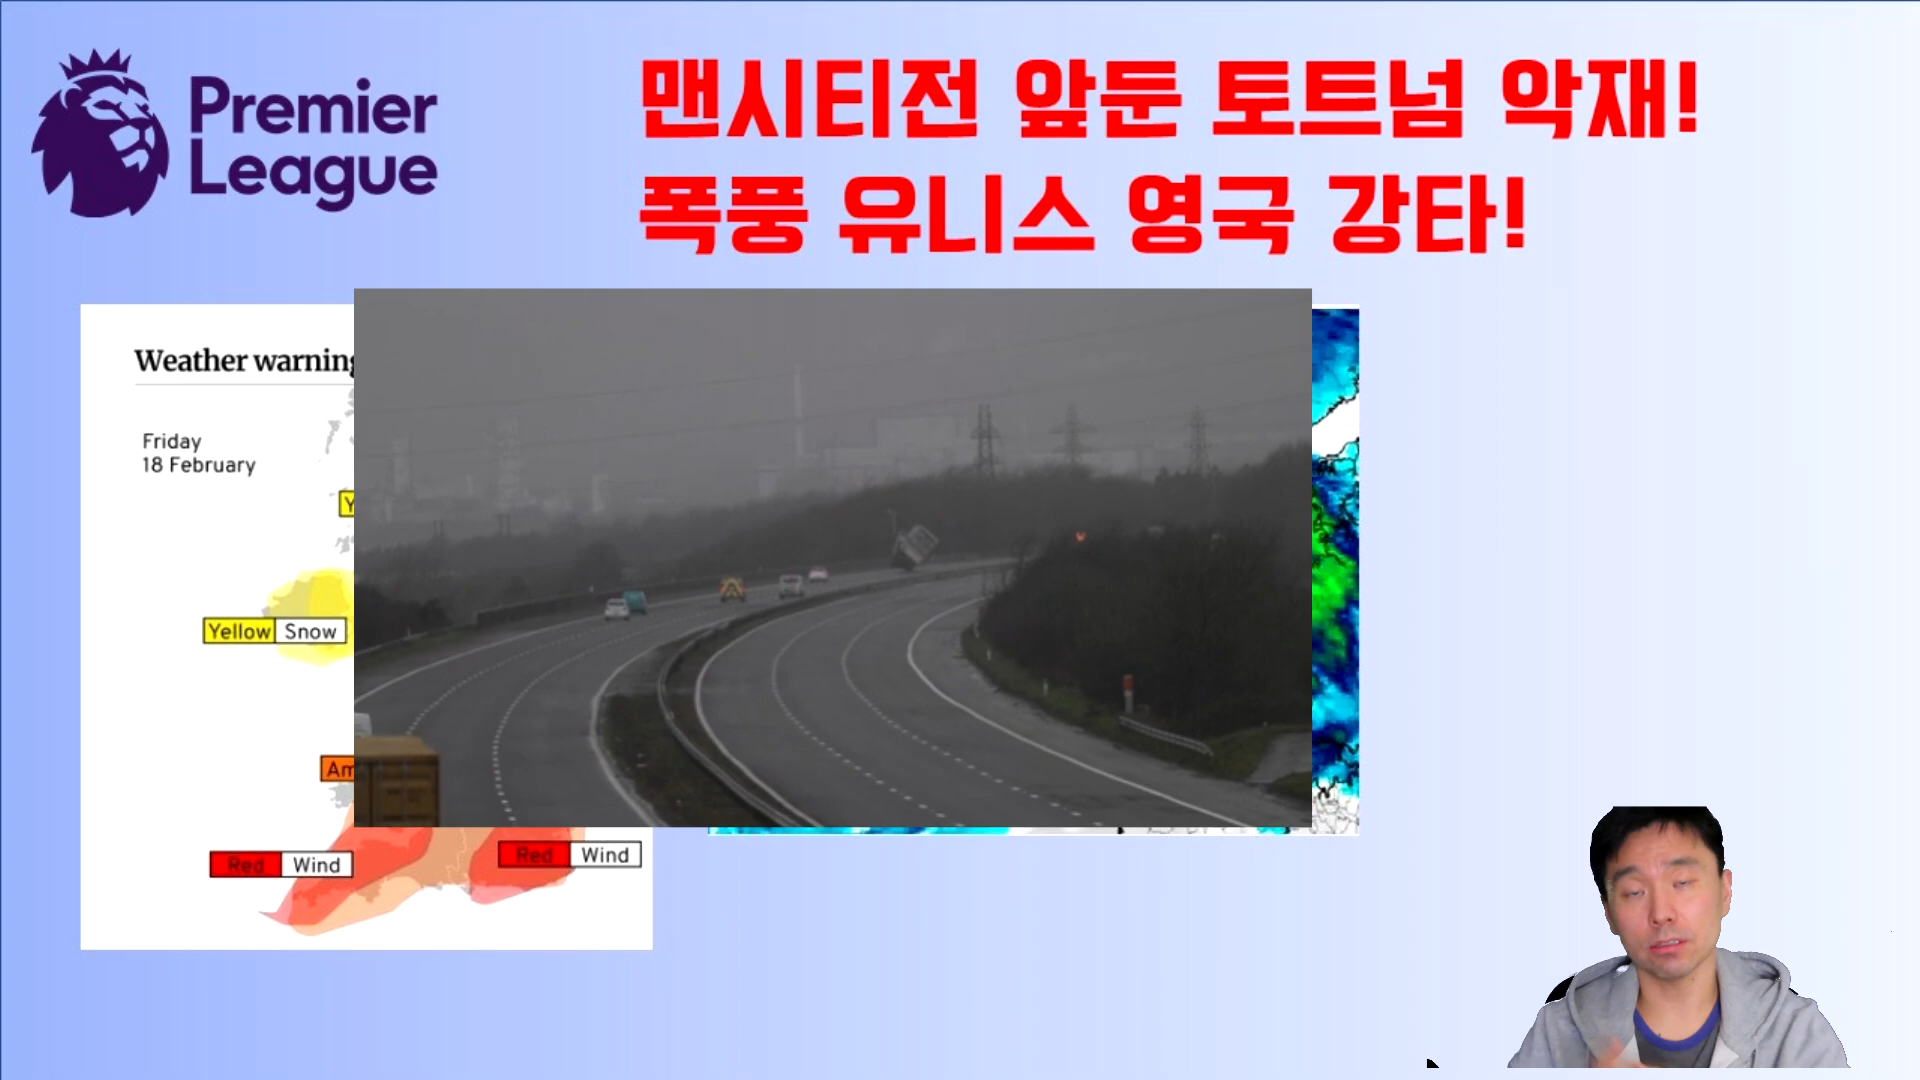 Premier
League
맨시티전 앞둔 토트넘 악재!
폭풍 유니스 영국 강타!
Weather warning
Friday
18 February
Y
Yellow Snow
Am
Red Wind
Red Wind